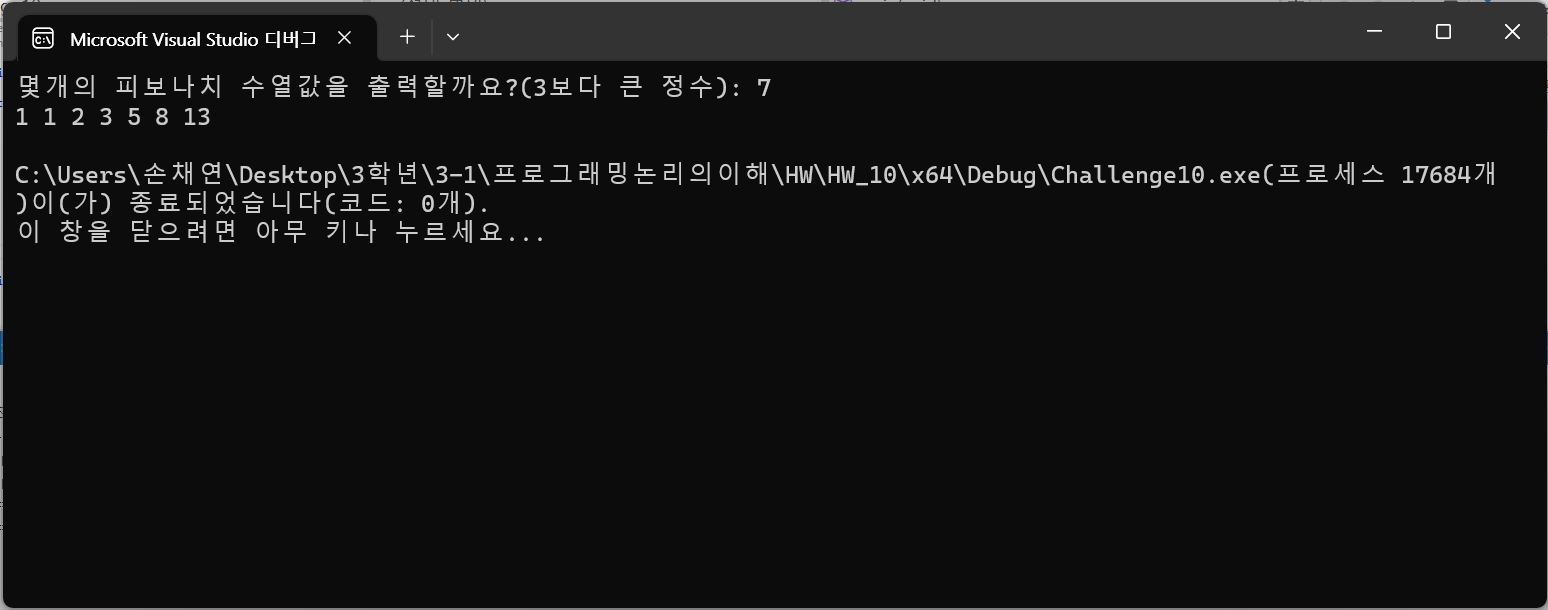 Microsoft Visual Studio 디버그
몇개의 피보나치 수열값을 출력할까요?(3보다 큰 정수): 7
1 1 2 3 5 8 13
C:\Users\손채연\Desktop\3학년\3-1\프로그래밍논리의이해\HW\HW_10\x64\Debug\Challenge10.exe(프로세스 17684개
)이(가) 종료되었습니다(코드: 0개).
이 창을 닫으려면 아무 키나 누르세요...